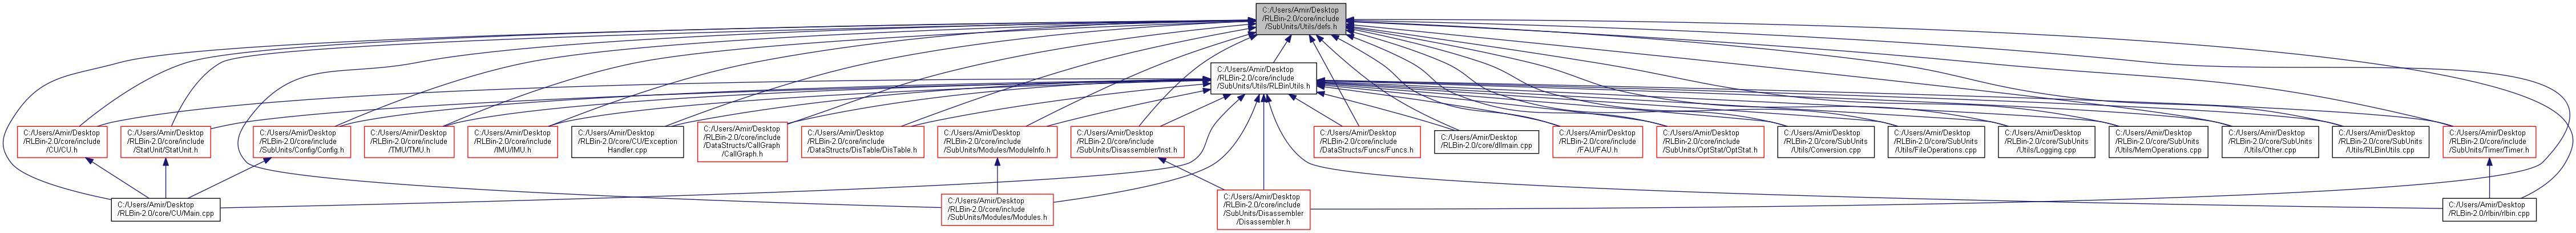 C:/Users/Amir/Desktop
/RLBin-2.0/core/include
/SubUnits/Utils/defs.h
C:/Users/Amir/Desktop
/RLBin-2.0/core/include
/SubUnits/Utils/RLBinUtils.h
C:/Users/Amir/Desktop
/RLBin-2.0/core/include
/CU/CU.h
C:/Users/Amir/Desktop
/RLBin-2.0/core/include
/StatUnit/StatUnit.h
C:/Users/Amir/Desktop
/RLBin-2.0/core/include
/SubUnits/Config/Config.h
C:/Users/Amir/Desktop
/RLBin-2.0/core/include
/TMU/TMU.h
C:/Users/Amir/Desktop
/RLBin-2.0/core/include
/IMU/IMU.h
C:/Users/Amir/Desktop
/RLBin-2.0/core/CU/Exception
Handler.cpp
C:/Users/Amir/Desktop
/RLBin-2.0/core/include
/DataStructs/CallGraph
/CallGraph.h
C:/Users/Amir/Desktop
/RLBin-2.0/core/include
/DataStructs/DisTable/DisTable.h
C:/Users/Amir/Desktop
/RLBin-2.0/core/include
/SubUnits/Modules/ModuleInfo.h
C:/Users/Amir/Desktop
/RLBin-2.0/core/include
/SubUnits/Disassembler/Inst.h
C:/Users/Amir/Desktop
/RLBin-2.0/core/include
/DataStructs/Funcs/Funcs.h
C:/Users/Amir/Desktop
/RLBin-2.0/core/dllmain.cpp
C:/Users/Amir/Desktop
/RLBin-2.0/core/include
/FAU/FAU.h
C:/Users/Amir/Desktop
/RLBin-2.0/core/include
/SubUnits/OptStat/OptStat.h
C:/Users/Amir/Desktop
/RLBin-2.0/core/SubUnits
/Utils/Conversion.cpp
C:/Users/Amir/Desktop
/RLBin-2.0/core/SubUnits
/Utils/FileOperations.cpp
C:/Users/Amir/Desktop
/RLBin-2.0/core/SubUnits
/Utils/Logging.cpp
C:/Users/Amir/Desktop
/RLBin-2.0/core/SubUnits
/Utils/MemOperations.cpp
C:/Users/Amir/Desktop
/RLBin-2.0/core/SubUnits
/Utils/Other.cpp
C:/Users/Amir/Desktop
/RLBin-2.0/core/SubUnits
/Utils/RLBinUtils.cpp
C:/Users/Amir/Desktop
/RLBin-2.0/core/include
/SubUnits/Timer/Timer.h
C:/Users/Amir/Desktop
/RLBin-2.0/core/CU/Main.cpp
C:/Users/Amir/Desktop
/RLBin-2.0/core/include
/SubUnits/Modules/Modules.h
C:/Users/Amir/Desktop
/RLBin-2.0/core/include
/SubUnits/Disassembler
/Disassembler.h
C:/Users/Amir/Desktop
/RLBin-2.0/rlbin/rlbin.cpp